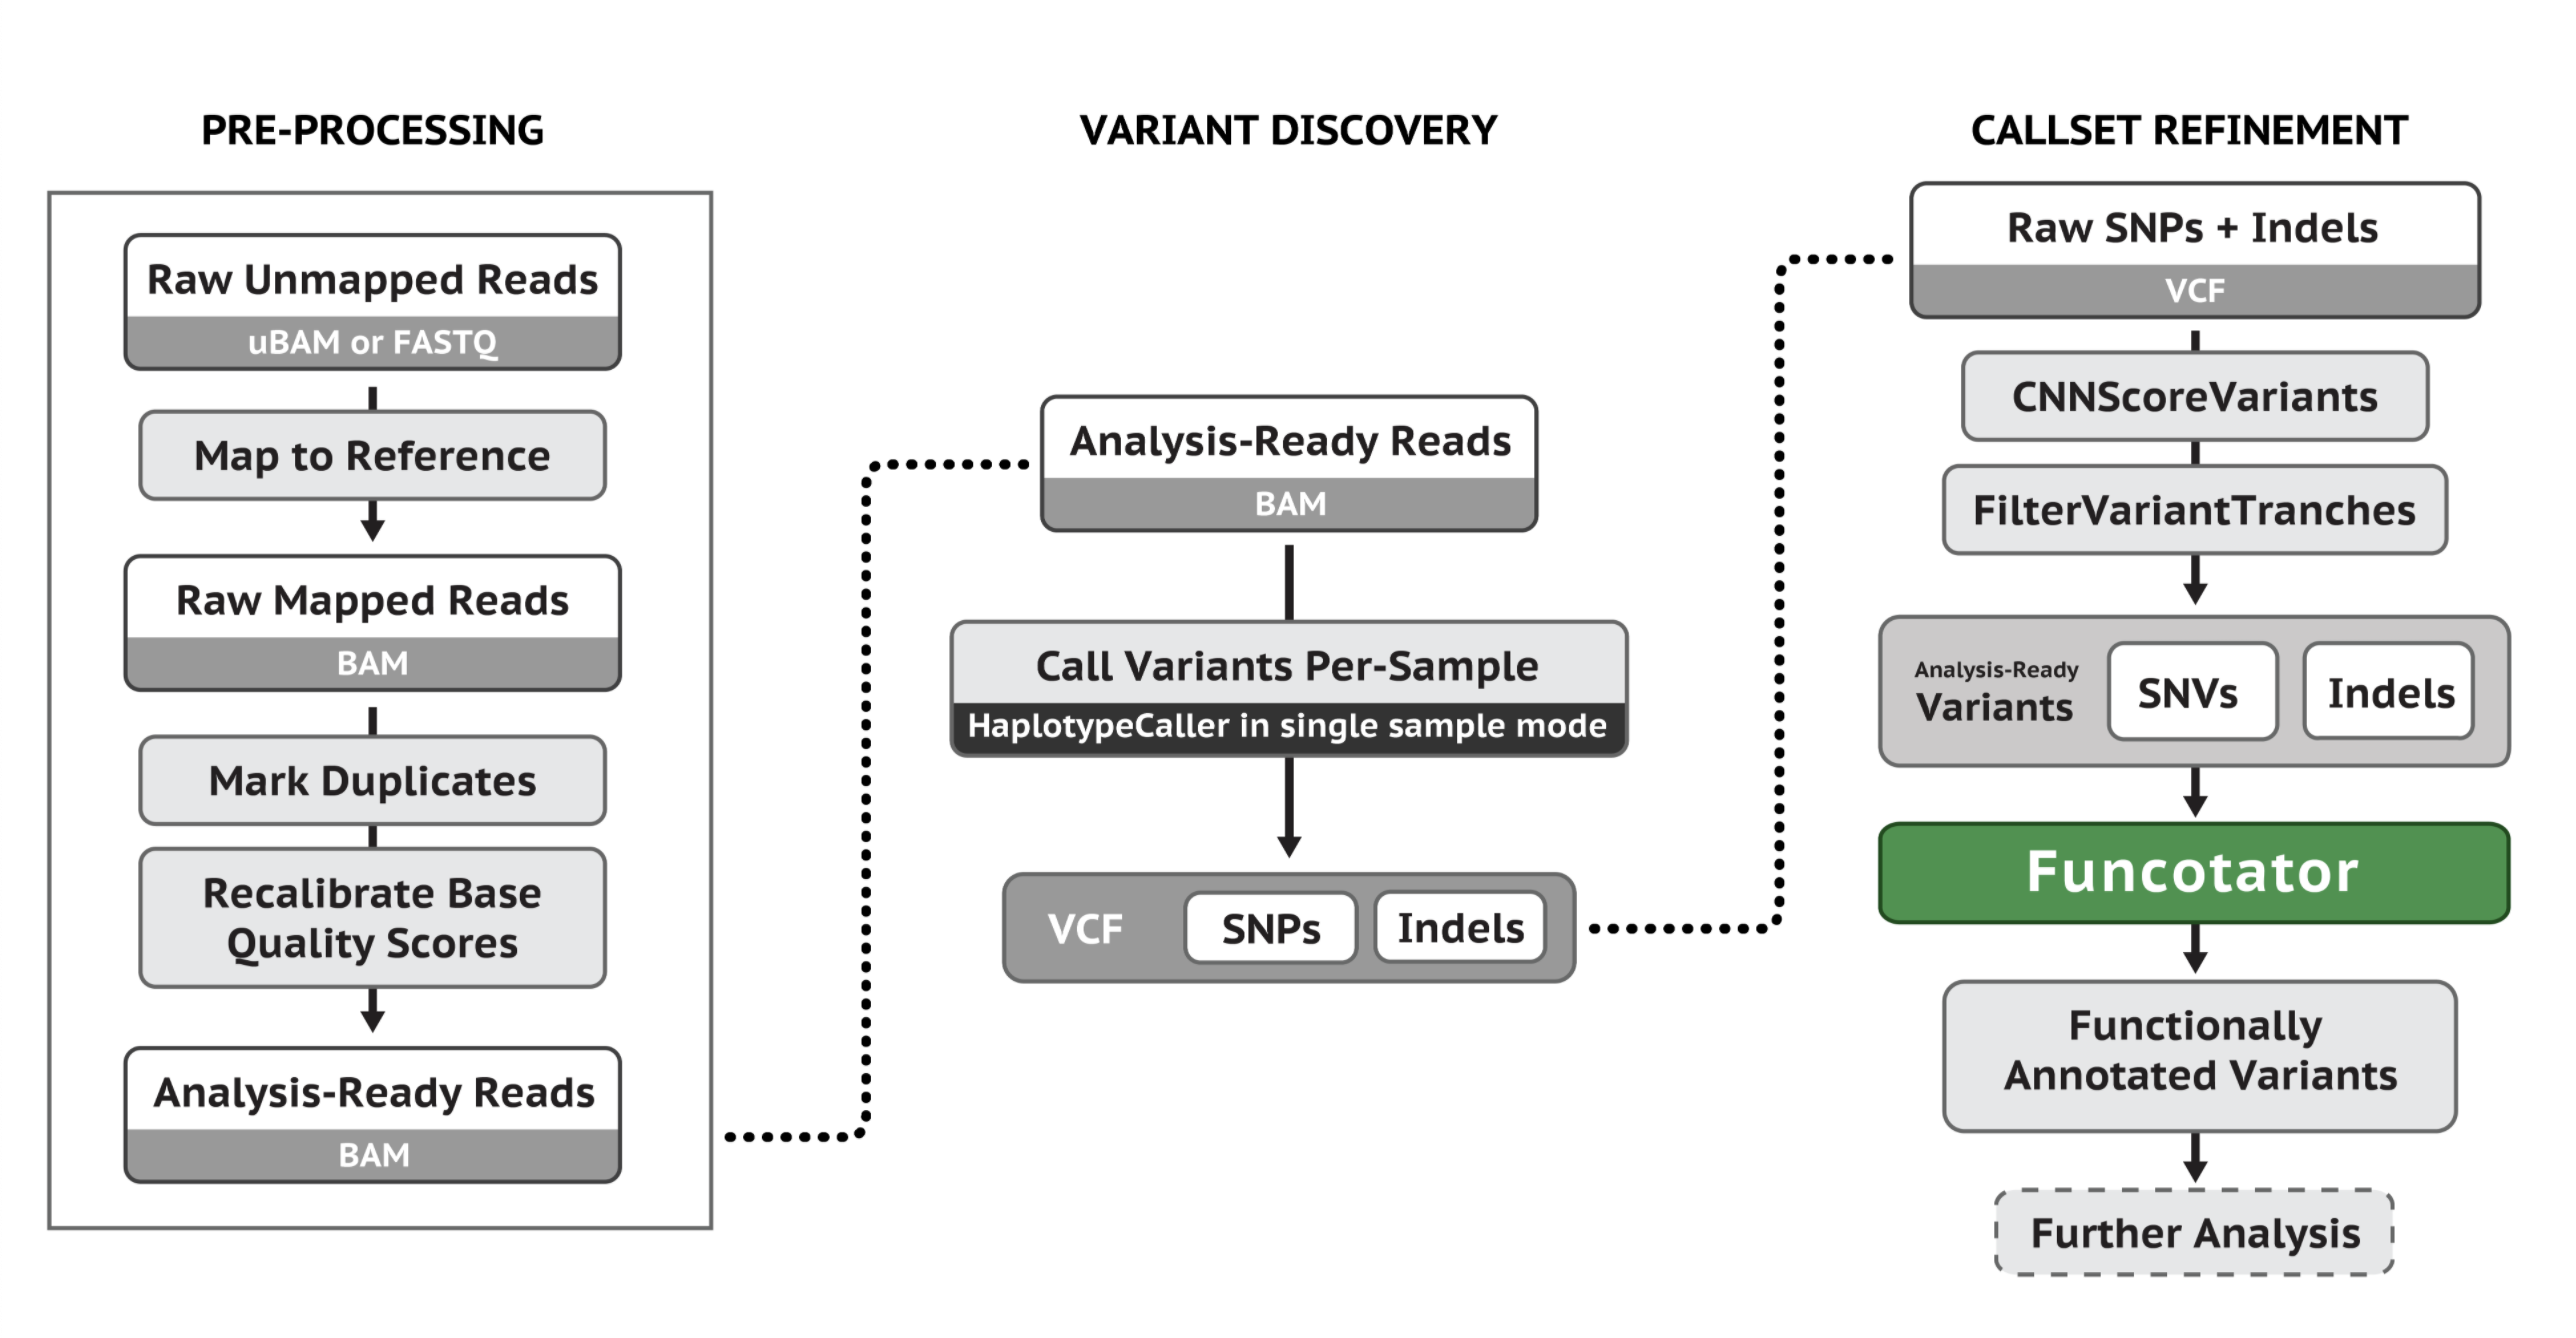 PRE-PROCESSING
Raw Unmapped Reads
uBAM or FASTQ
Map to Reference
Raw Mapped Reads
BAM
Mark Duplicates
Recalibrate Base
Quality Scores
Analysis-Ready Reads
BAM
VARIANT DISCOVERY
Analysis-Ready Reads
BAM
Call Variants Per-Sample
HaplotypeCaller in single sample mode
VCF SNPs Indels
CALLSET REFINEMENT
Raw SNPs + Indels
VCF
CNNScoreVariants
FilterVariantTranches
Analysis-Ready
Variants SNVs Indels
Funcotator
Functionally
Annotated Variants
Further Analysis